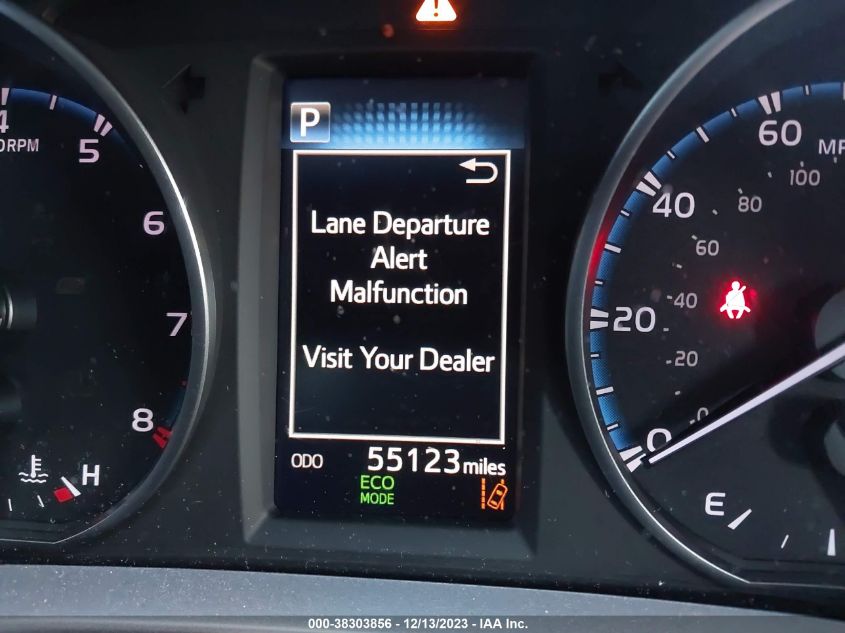 P
Lane Departure
Alert
Malfunction
Visit Your Dealer
ODO 55123 miles
ECO
MODE
4
5
6
7
8
H
60
40
20
0
100
80
60
40
20
0
E
000-38303856 - 12/13/2023 - IAA Inc.